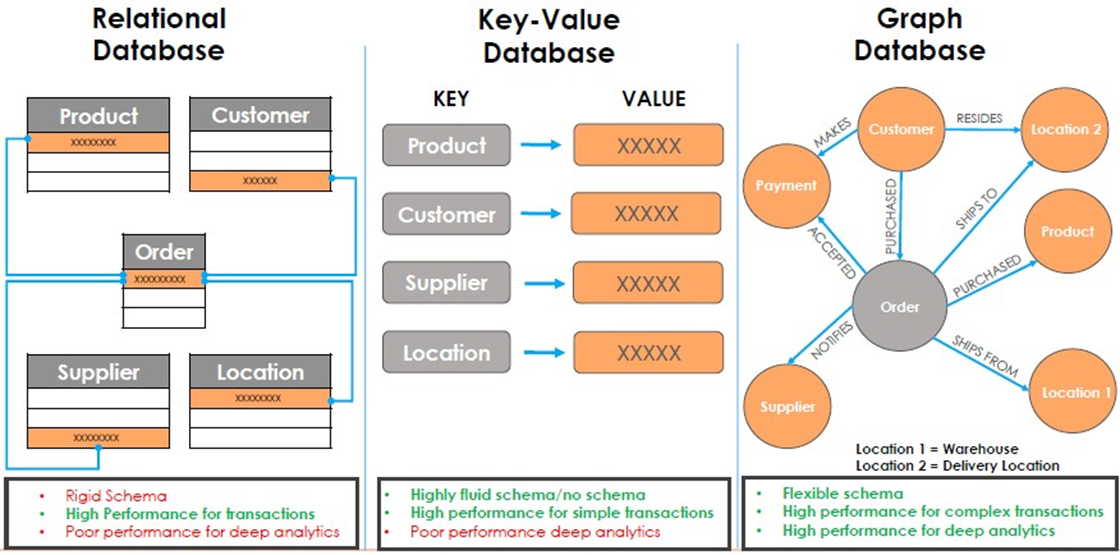 Relational
Database
Product
XXXXXXXX
Customer
XXXXXX
Order
XXXXXXXXX
Supplier
XXXXXXXX
Location
XXXXXXXX
• Rigid Schema
• High Performance for transactions
• Poor performance for deep analytics
Key-Value
Database
KEY VALUE
Product XXXXX
Customer XXXXX
Supplier XXXXX
Location XXXXX
• Highly fluid schema/no schema
• High performance for simple transactions
• Poor performance deep analytics
Graph
Database
Customer
RESIDES
Location 2
MAKES
Payment
PURCHASED
SHIPS TO
Product
ACCEPTED
PURCHASED
Order
NOTIFIES
SHIPS FROM
Supplier
Location 1
Location 1 = Warehouse
Location 2 = Delivery Location
• Flexible schema
• High performance for complex transactions
• High performance for deep analytics